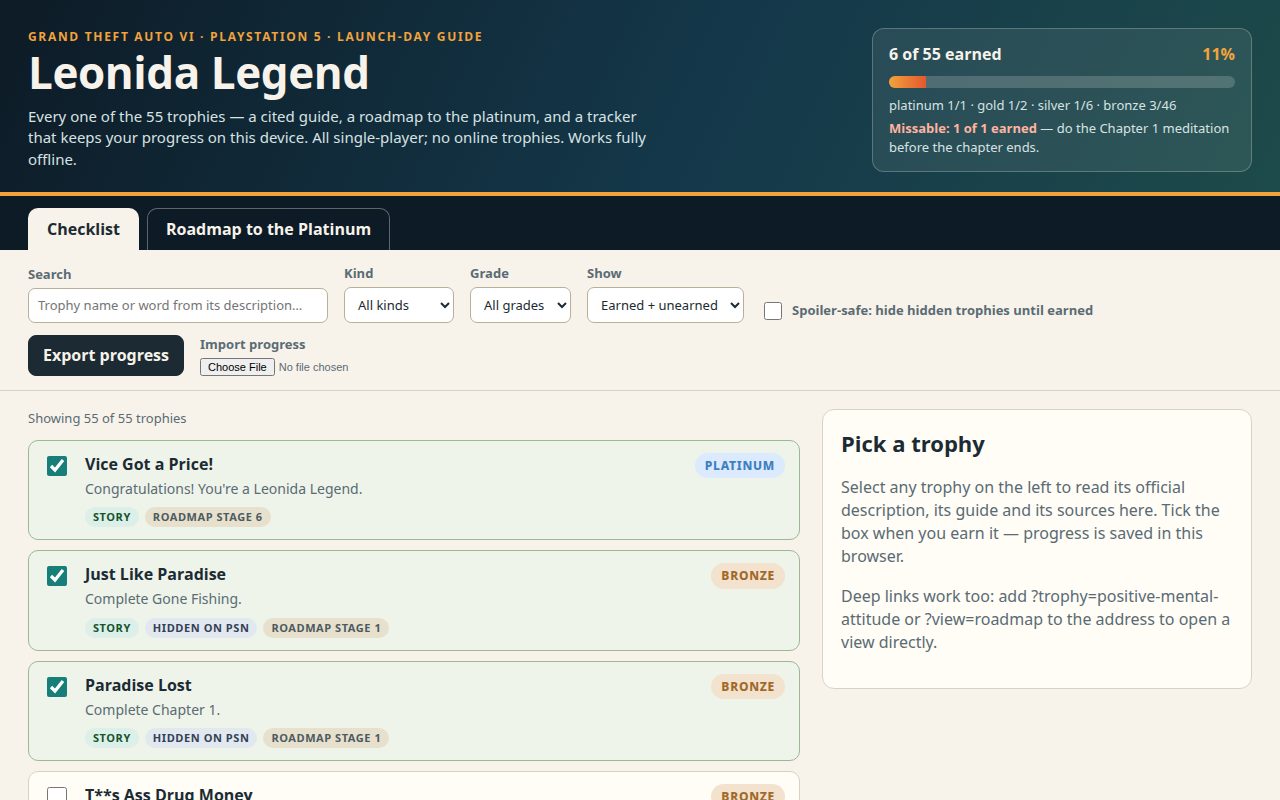 GRAND THEFT AUTO VI · PLAYSTATION 5 · LAUNCH-DAY GUIDE
Leonida Legend
Every one of the 55 trophies — a cited guide, a roadmap to the platinum, and a tracker
that keeps your progress on this device. All single-player; no online trophies. Works fully
offline.
6 of 55 earned
11%
platinum 1/1 · gold 1/2 · silver 1/6 · bronze 3/46
Missable: 1 of 1 earned — do the Chapter 1 meditation
before the chapter ends.
Checklist
Roadmap to the Platinum
Search
Trophy name or word from its description...
Kind
All kinds
Grade
All grades
Show
Earned + unearned
Spoiler-safe: hide hidden trophies until earned
Export progress
Import progress
Choose File No file chosen
Showing 55 of 55 trophies
Vice Got a Price!
PLATINUM
Congratulations! You're a Leonida Legend.
STORY ROADMAP STAGE 6
Just Like Paradise
BRONZE
Complete Gone Fishing.
STORY HIDDEN ON PSN ROADMAP STAGE 1
Paradise Lost
BRONZE
Complete Chapter 1.
STORY HIDDEN ON PSN ROADMAP STAGE 1
T**s Ass Drug Money
BRONZE
Pick a trophy
Select any trophy on the left to read its official
description, its guide and its sources here. Tick the
box when you earn it — progress is saved in this
browser.
Deep links work too: add ?trophy=positive-mental-
attitude or ?view=roadmap to the address to open a
view directly.